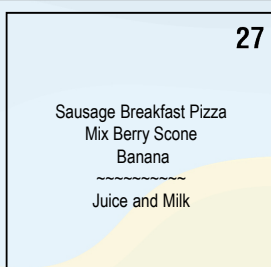 27
Sausage Breakfast Pizza
Mix Berry Scone
Banana
~~~~~~~~~~
Juice and Milk